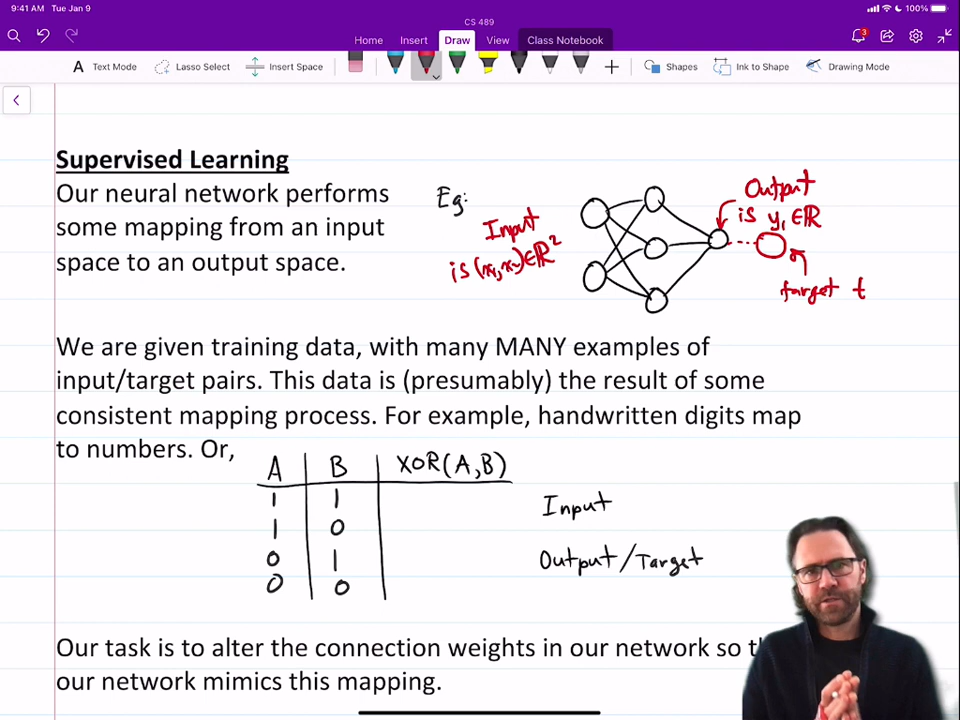 9:41 AM Tue Jan 9
100%
CS 489
Home Insert Draw View Class Notebook
3
A Text Mode Lasso Select Insert Space Shapes Ink to Shape Drawing Mode
Supervised Learning
Our neural network performs
some mapping from an input
space to an output space.
Eg:
Input
is (x₁,x₂)∈ℝ²
Output
is y₁∈ℝ
target t
We are given training data, with many MANY examples of
input/target pairs. This data is (presumably) the result of some
consistent mapping process. For example, handwritten digits map
to numbers. Or,
A B XOR(A,B)
1 1
1 0
0 1
0 0
Input
Output/Target
Our task is to alter the connection weights in our network so
our network mimics this mapping.